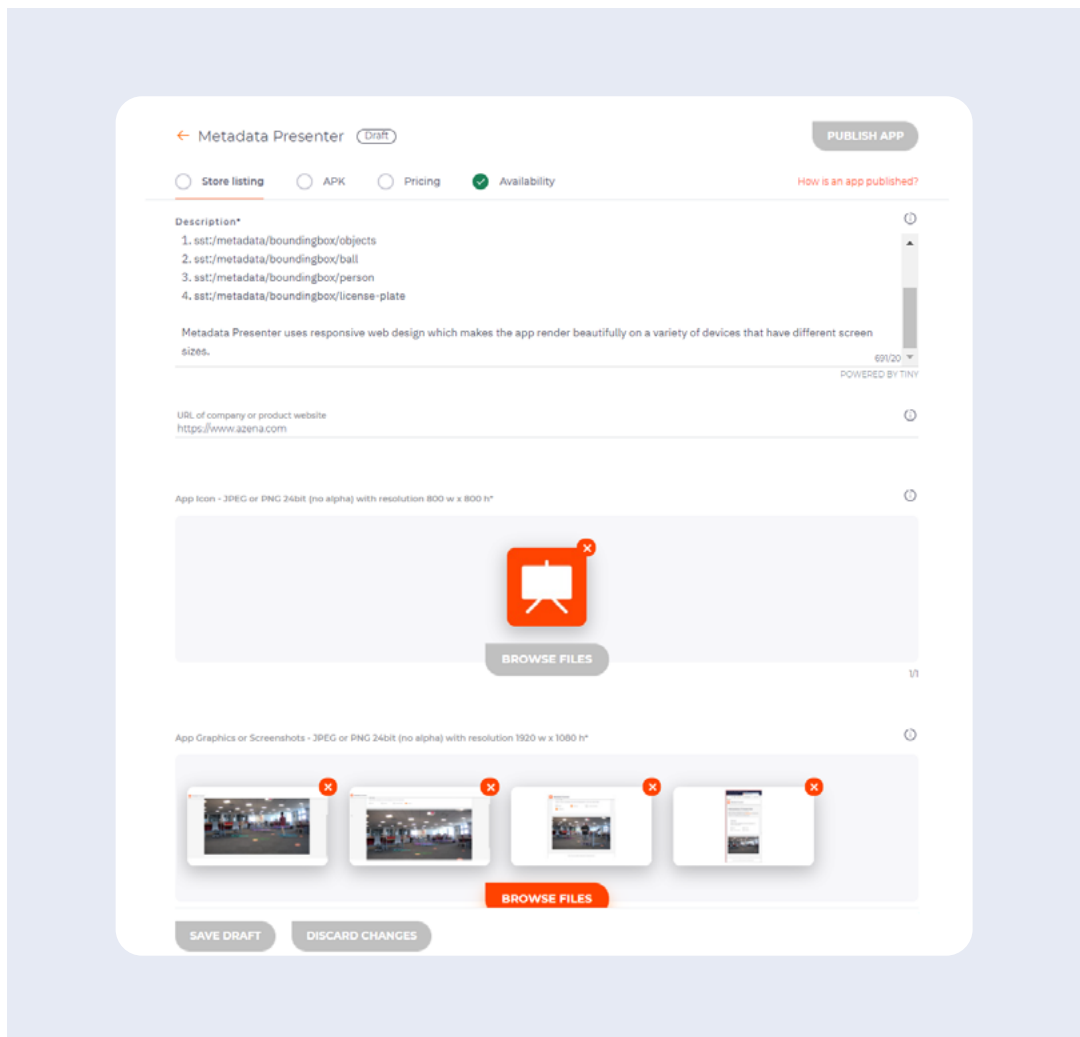 ← Metadata Presenter Draft PUBLISH APP
Store listing APK Pricing Availability How is an app published?
Description*
1. sst:/metadata/boundingbox/objects
2. sst:/metadata/boundingbox/ball
3. sst:/metadata/boundingbox/person
4. sst:/metadata/boundingbox/license-plate
Metadata Presenter uses responsive web design which makes the app render beautifully on a variety of devices that have different screen
sizes.
691/20
POWERED BY TINY
URL of company or product website
https://www.azena.com
App Icon - JPEG or PNG 24bit (no alpha) with resolution 800 w x 800 h*
BROWSE FILES
1/1
App Graphics or Screenshots - JPEG or PNG 24bit (no alpha) with resolution 1920 w x 1080 h*
BROWSE FILES
SAVE DRAFT DISCARD CHANGES